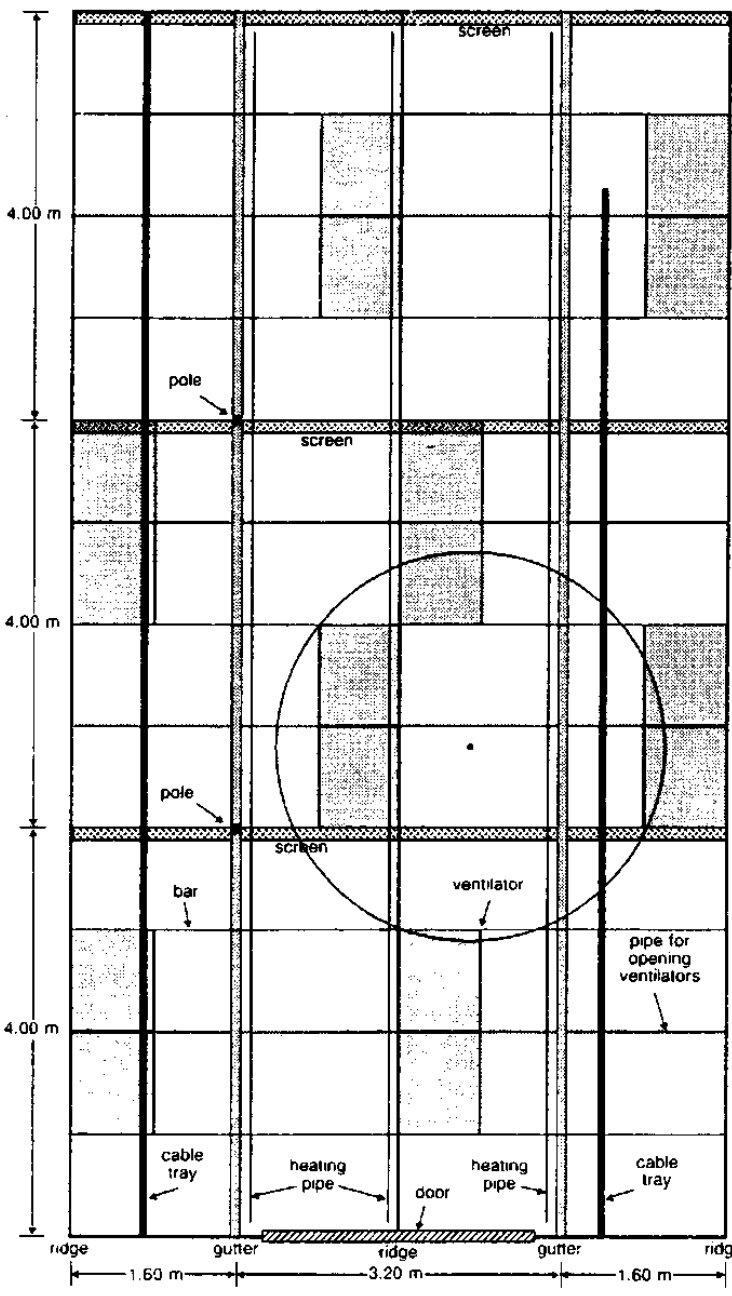 screen
4.00 m
pole
screen
4.00 m
pole
screen
bar
ventilator
pipe for
opening
ventilators
4.00 m
cable
tray
heating
pipe
heating
pipe
door
cable
tray
ridge
gutter
ridge
gutter
ridg
1.60 m
3.20 m
1.60 m